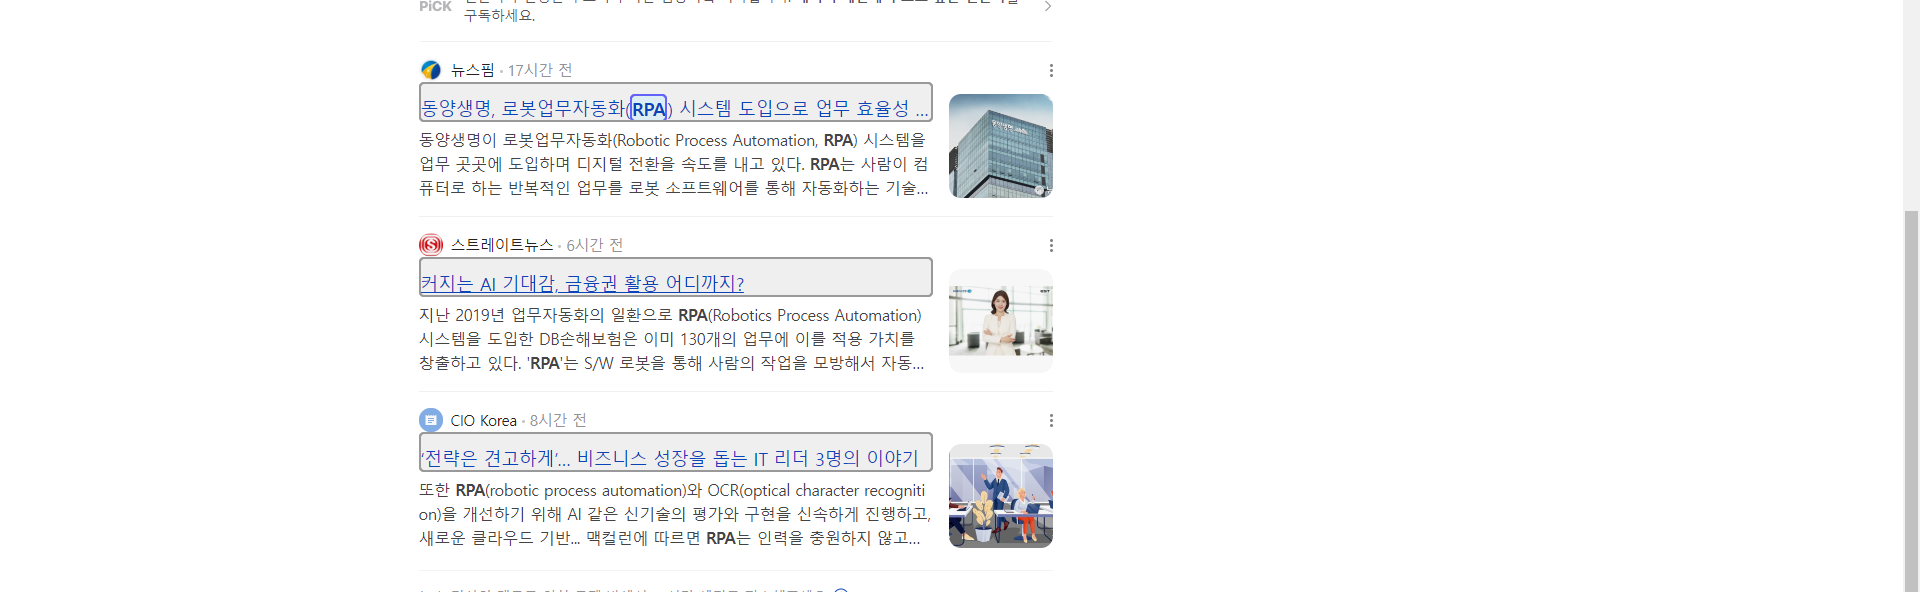 PiCK
구독하세요.
뉴스핌 · 17시간 전
동양생명, 로봇업무자동화(RPA) 시스템 도입으로 업무 효율성 ...
동양생명이 로봇업무자동화(Robotic Process Automation, RPA) 시스템을
업무 곳곳에 도입하며 디지털 전환을 속도를 내고 있다. RPA는 사람이 컴
퓨터로 하는 반복적인 업무를 로봇 소프트웨어를 통해 자동화하는 기술...
스트레이트뉴스 · 6시간 전
커지는 AI 기대감, 금융권 활용 어디까지?
지난 2019년 업무자동화의 일환으로 RPA(Robotics Process Automation)
시스템을 도입한 DB손해보험은 이미 130개의 업무에 이를 적용 가치를
창출하고 있다. 'RPA'는 S/W 로봇을 통해 사람의 작업을 모방해서 자동...
CIO Korea · 8시간 전
‘전략은 견고하게’... 비즈니스 성장을 돕는 IT 리더 3명의 이야기
또한 RPA(robotic process automation)와 OCR(optical character recogniti
on)을 개선하기 위해 AI 같은 신기술의 평가와 구현을 신속하게 진행하고,
새로운 클라우드 기반... 맥컬런에 따르면 RPA는 인력을 충원하지 않고...